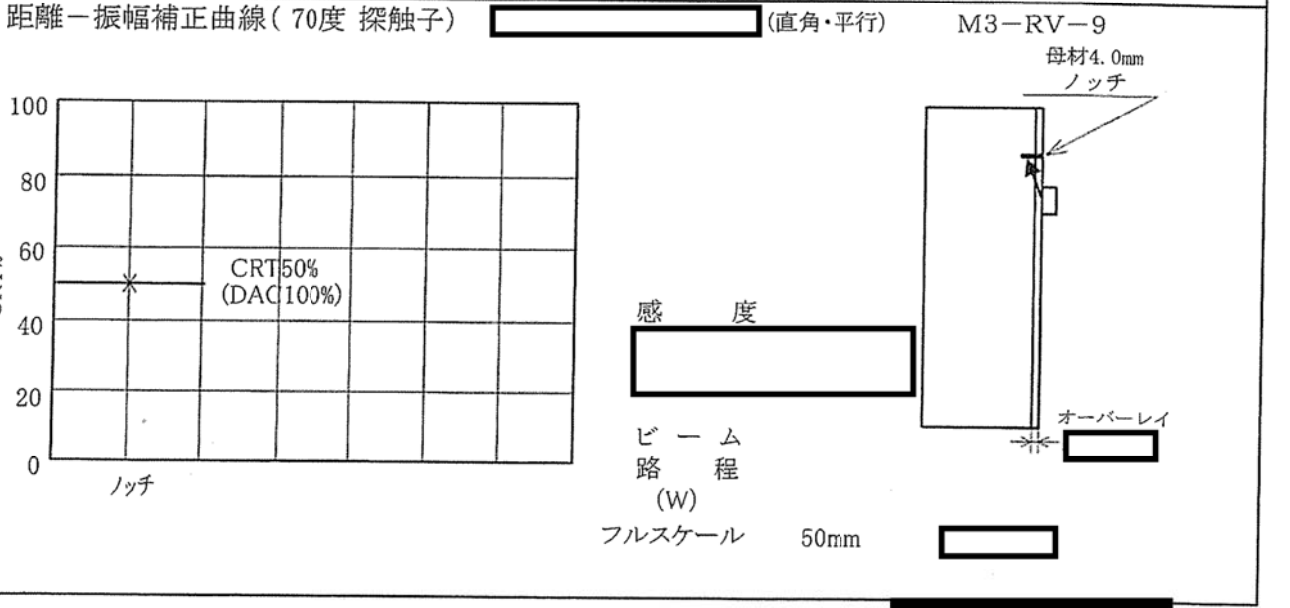 距離－振幅補正曲線( 70度 探触子) (直角・平行) M3－RV－9
母材4.0mm
ノッチ
100
80
60
40
20
0
CRT50%
(DAC100%)
ノッチ
感 度
ビ ー ム
路 程
(W)
フルスケール 50mm
オーバーレイ